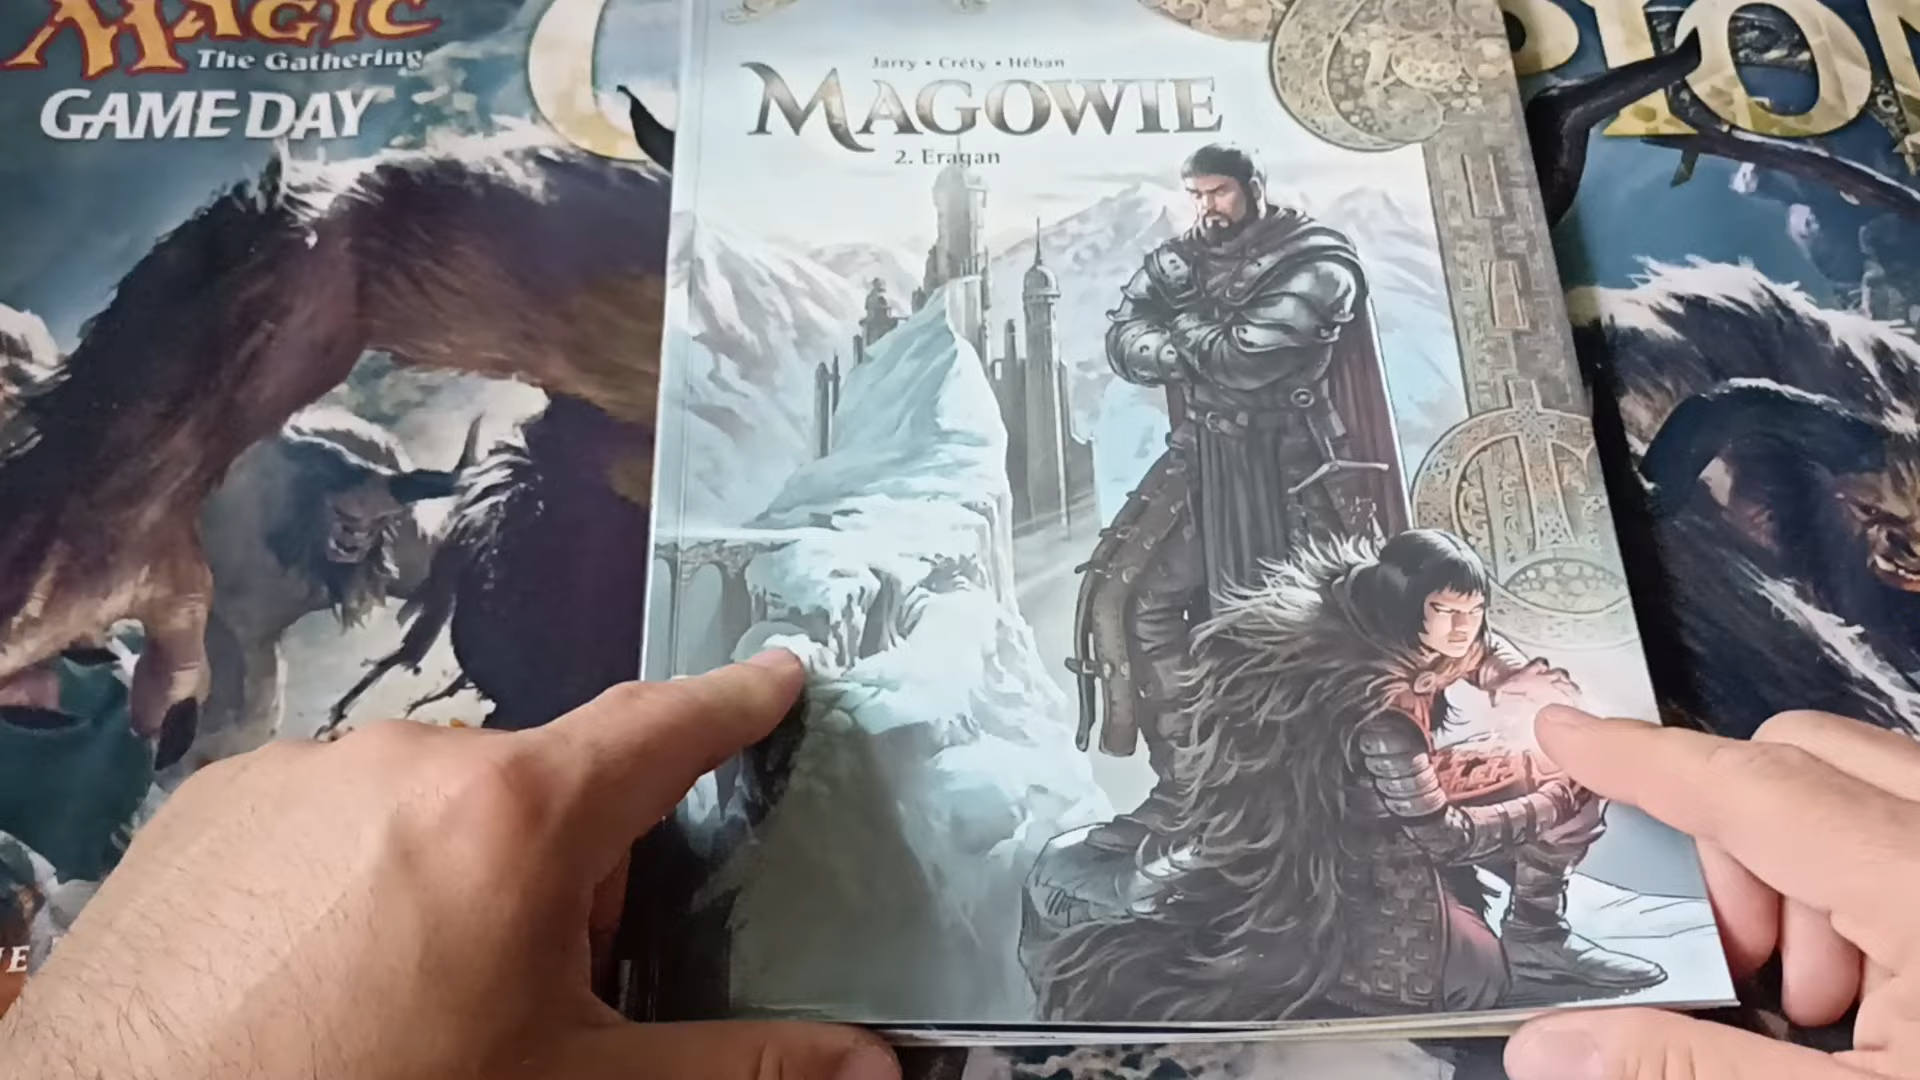 MAGIC
The Gathering
GAME DAY
Jarry • Créty • Héban
MAGOWIE
2. Eragan